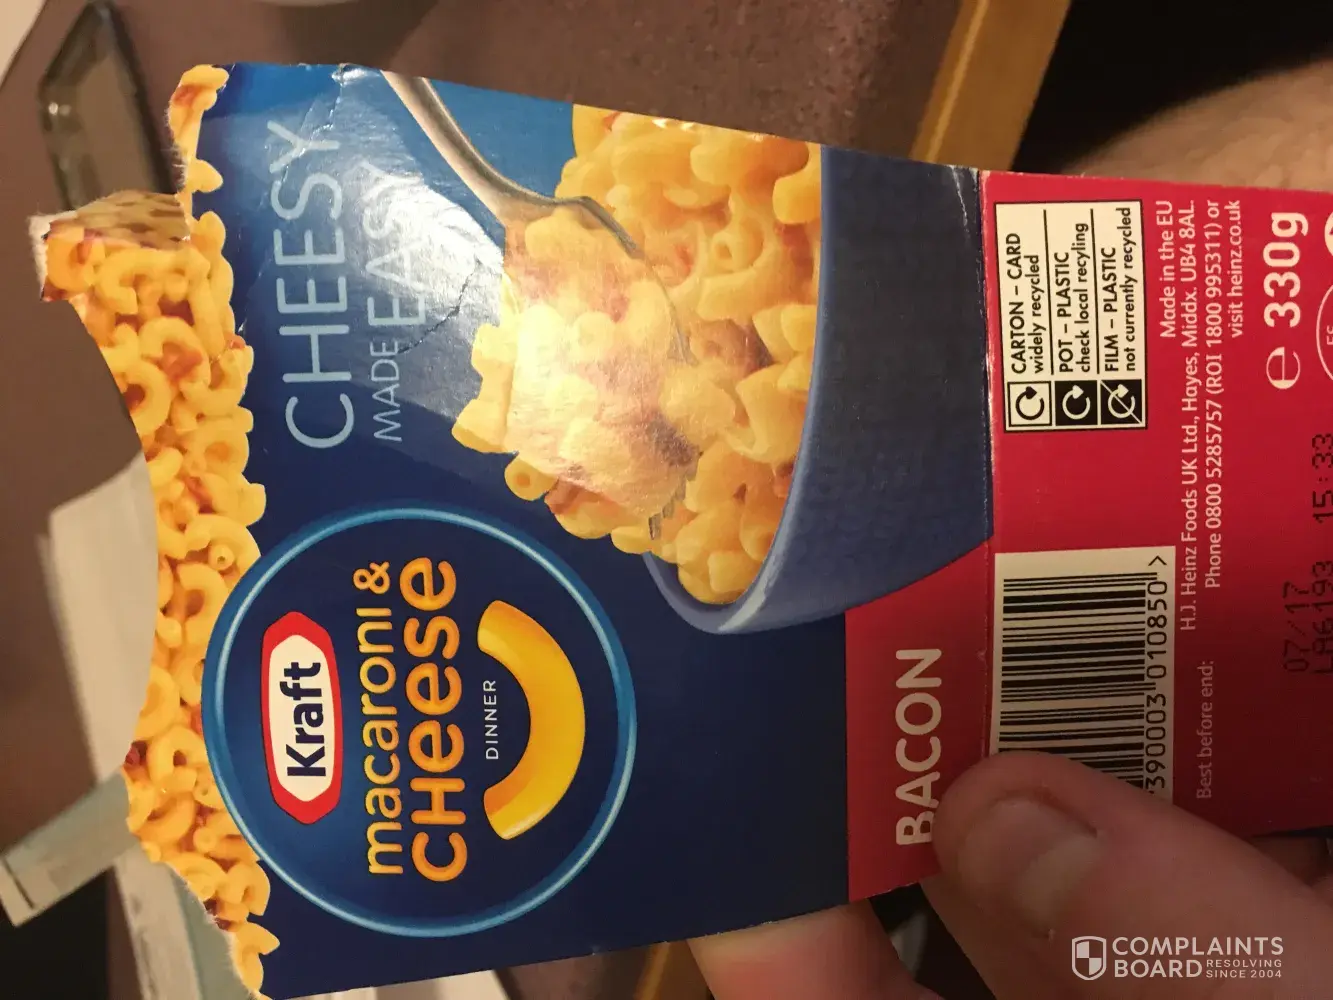 CHEESY
MADE EASY
Kraft
macaroni &
CHEESE
DINNER
BACON
CARTON – CARD
widely recycled
POT – PLASTIC
check local recycling
FILM – PLASTIC
not currently recycled
Made in the EU
H.J. Heinz Foods UK Ltd., Hayes, Middx. UB4 8AL.
Phone 0800 5285757 (ROI 1800 995311) or
visit heinz.co.uk
e 330g
390003 010850 >
Best before end:
07/17
15:33
COMPLAINTS
BOARD RESOLVING
SINCE 2004